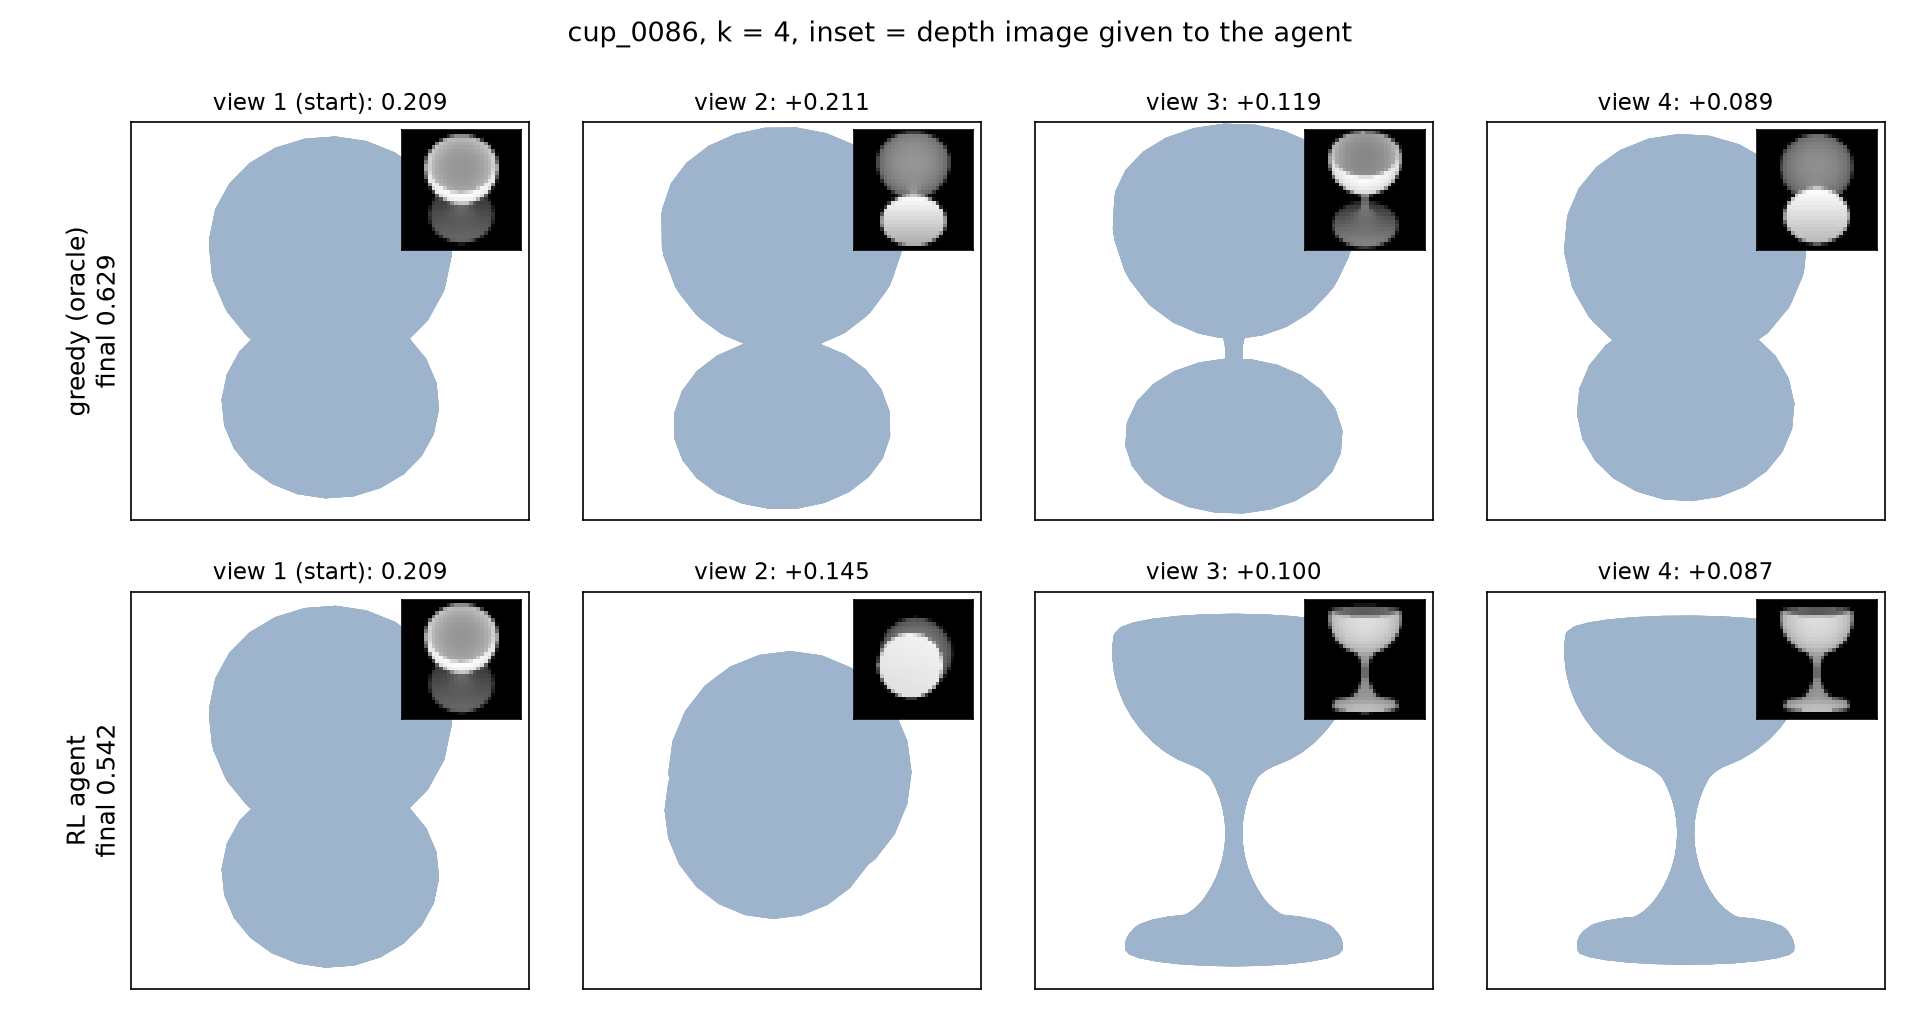 cup_0086, k = 4, inset = depth image given to the agent
greedy (oracle)
final 0.629
view 1 (start): 0.209
view 2: +0.211
view 3: +0.119
view 4: +0.089
RL agent
final 0.542
view 1 (start): 0.209
view 2: +0.145
view 3: +0.100
view 4: +0.087